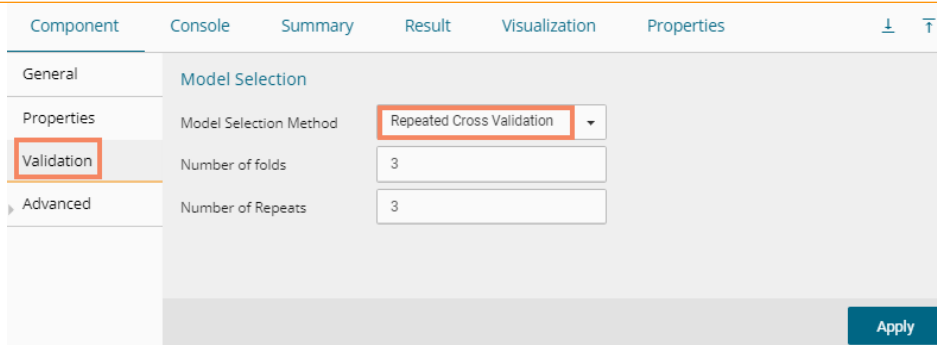 Component Console Summary Result Visualization Properties
General
Properties
Validation
Advanced
Model Selection
Model Selection Method Repeated Cross Validation
Number of folds 3
Number of Repeats 3
Apply